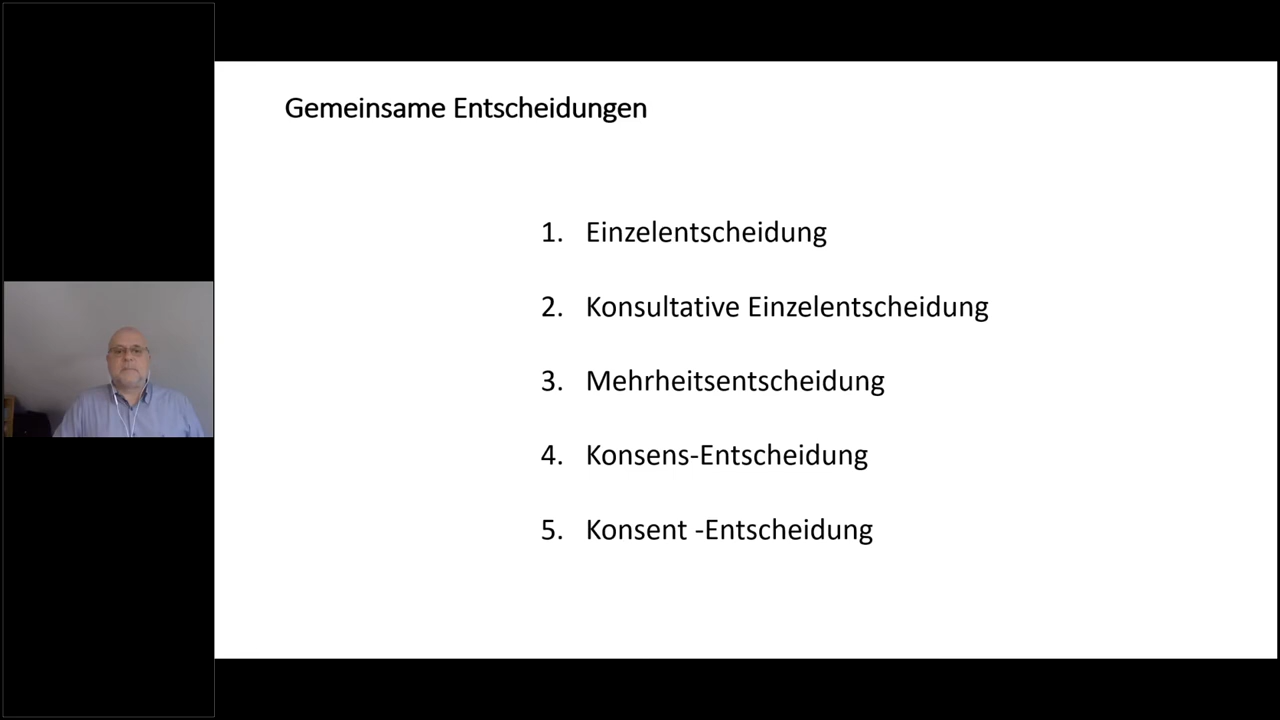 Gemeinsame Entscheidungen
1. Einzelentscheidung
2. Konsultative Einzelentscheidung
3. Mehrheitsentscheidung
4. Konsens-Entscheidung
5. Konsent -Entscheidung